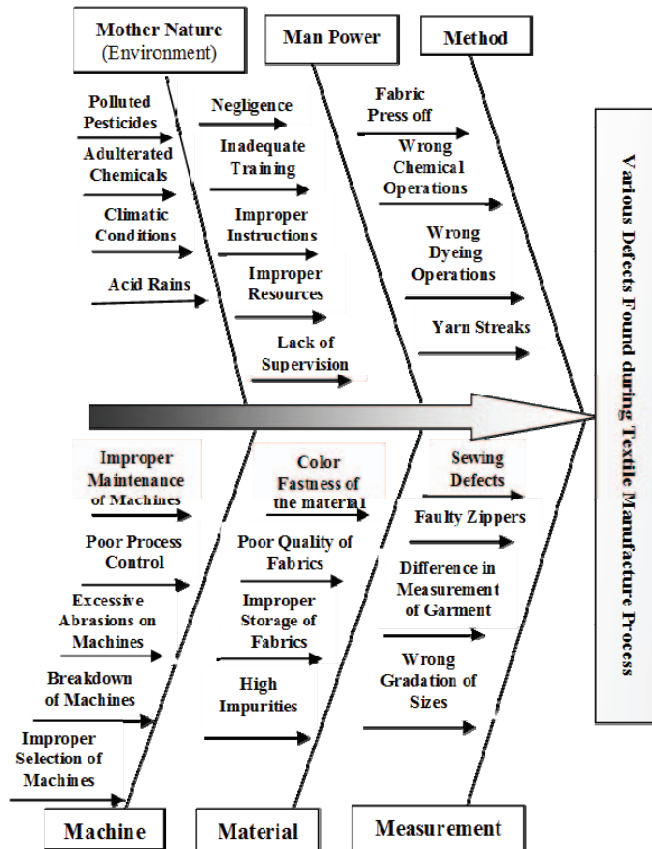 Mother Nature
(Environment)
Man Power
Method
Polluted
Pesticides
Adulterated
Chemicals
Climatic
Conditions
Acid Rains
Negligence
Inadequate
Training
Improper
Instructions
Improper
Resources
Lack of
Supervision
Fabric
Press off
Wrong
Chemical
Operations
Wrong
Dyeing
Operations
Yarn Streaks
Various Defects Found during Textile Manufacture Process
Improper
Maintenance
of Machines
Poor Process
Control
Excessive
Abrasions on
Machines
Breakdown
of Machines
Improper
Selection of
Machines
Color
Fastness of
the material
Poor Quality of
Fabrics
Improper
Storage of
Fabrics
High
Impurities
Sewing
Defects
Faulty Zippers
Difference in
Measurement
of Garment
Wrong
Gradation of
Sizes
Machine
Material
Measurement